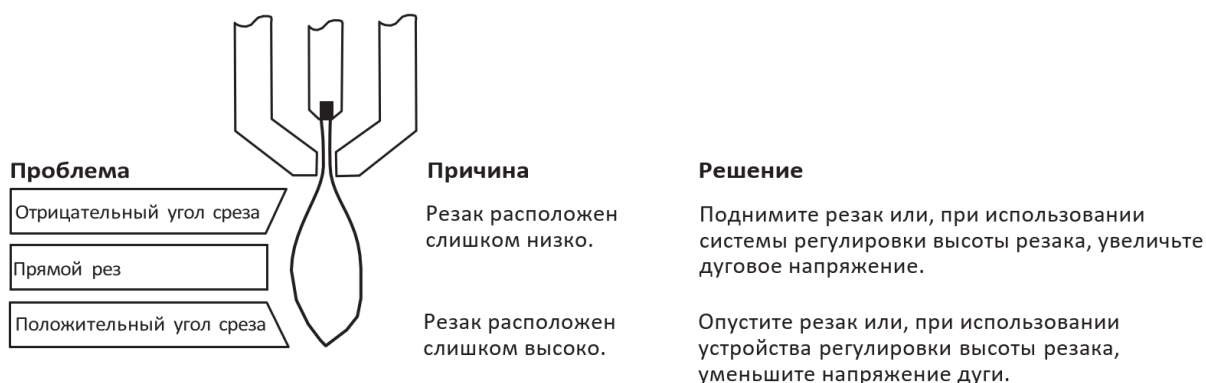 Проблема
Причина
Решение
Отрицательный угол среза
Резак расположен
слишком низко.
Поднимите резак или, при использовании
системы регулировки высоты резака, увеличьте
дуговое напряжение.
Прямой рез
Положительный угол среза
Резак расположен
слишком высоко.
Опустите резак или, при использовании
устройства регулировки высоты резака,
уменьшите напряжение дуги.